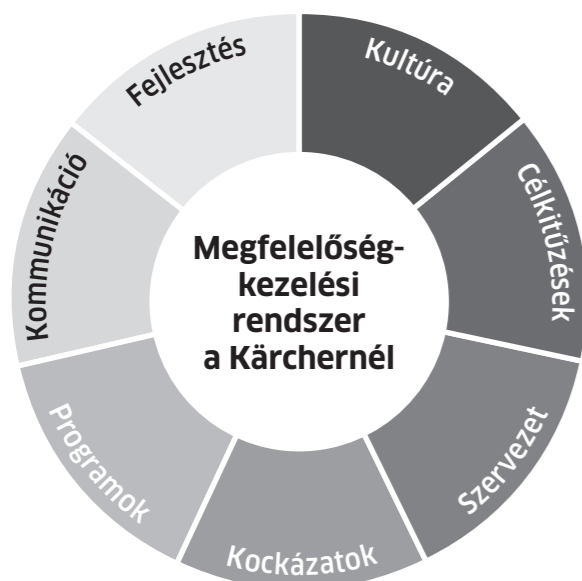 Megfelelőség-
kezelési
rendszer
a Kärchernél
Kultúra
Célkitűzések
Szervezet
Kockázatok
Programok
Kommunikáció
Fejlesztés